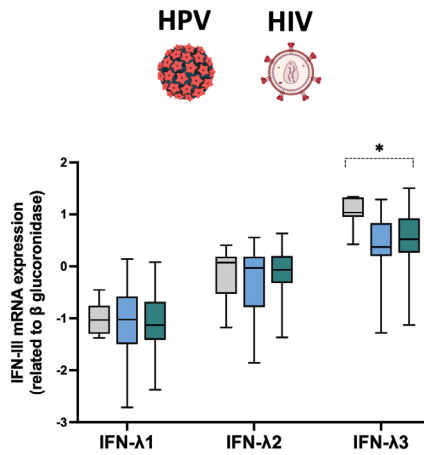 HPV HIV
IFN-III mRNA expression
(related to β glucoronidase)
2
1
0
-1
-2
-3
*
IFN-λ1 IFN-λ2 IFN-λ3